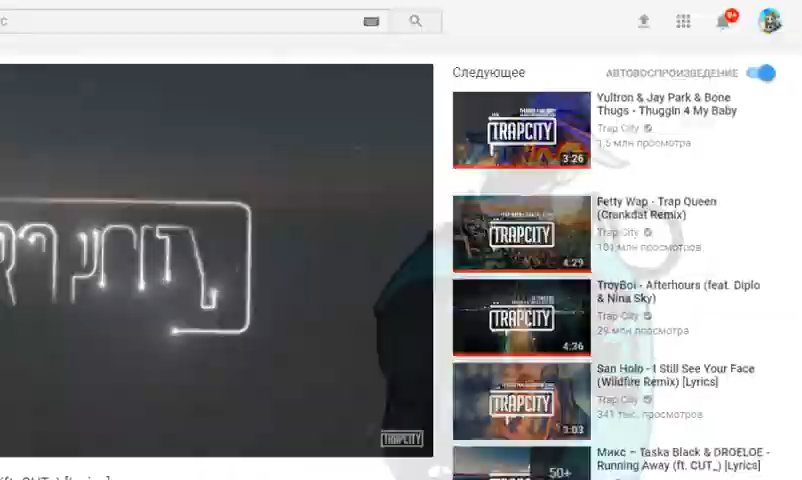 9+
Следующее
АВТОВОСПРОИЗВЕДЕНИЕ
TRAPCITY
3:26
Yultron & Jay Park & Bone
Thugs - Thuggin 4 My Baby
Trap City
1,5 млн просмотра
TRAPCITY
4:29
Fetty Wap - Trap Queen
(Crankdat Remix)
Trap City
101 млн просмотров
TRAPCITY
4:36
TroyBoi - Afterhours (feat. Diplo
& Nina Sky)
Trap City
29 млн просмотра
TRAPCITY
3:03
San Holo - I Still See Your Face
(Wildfire Remix) [Lyrics]
Trap City
341 тыс. просмотров
TRAPCITY
50+
Микс – Taska Black & DROELOE -
Running Away (ft. CUT_) [Lyrics]
TRAPCITY